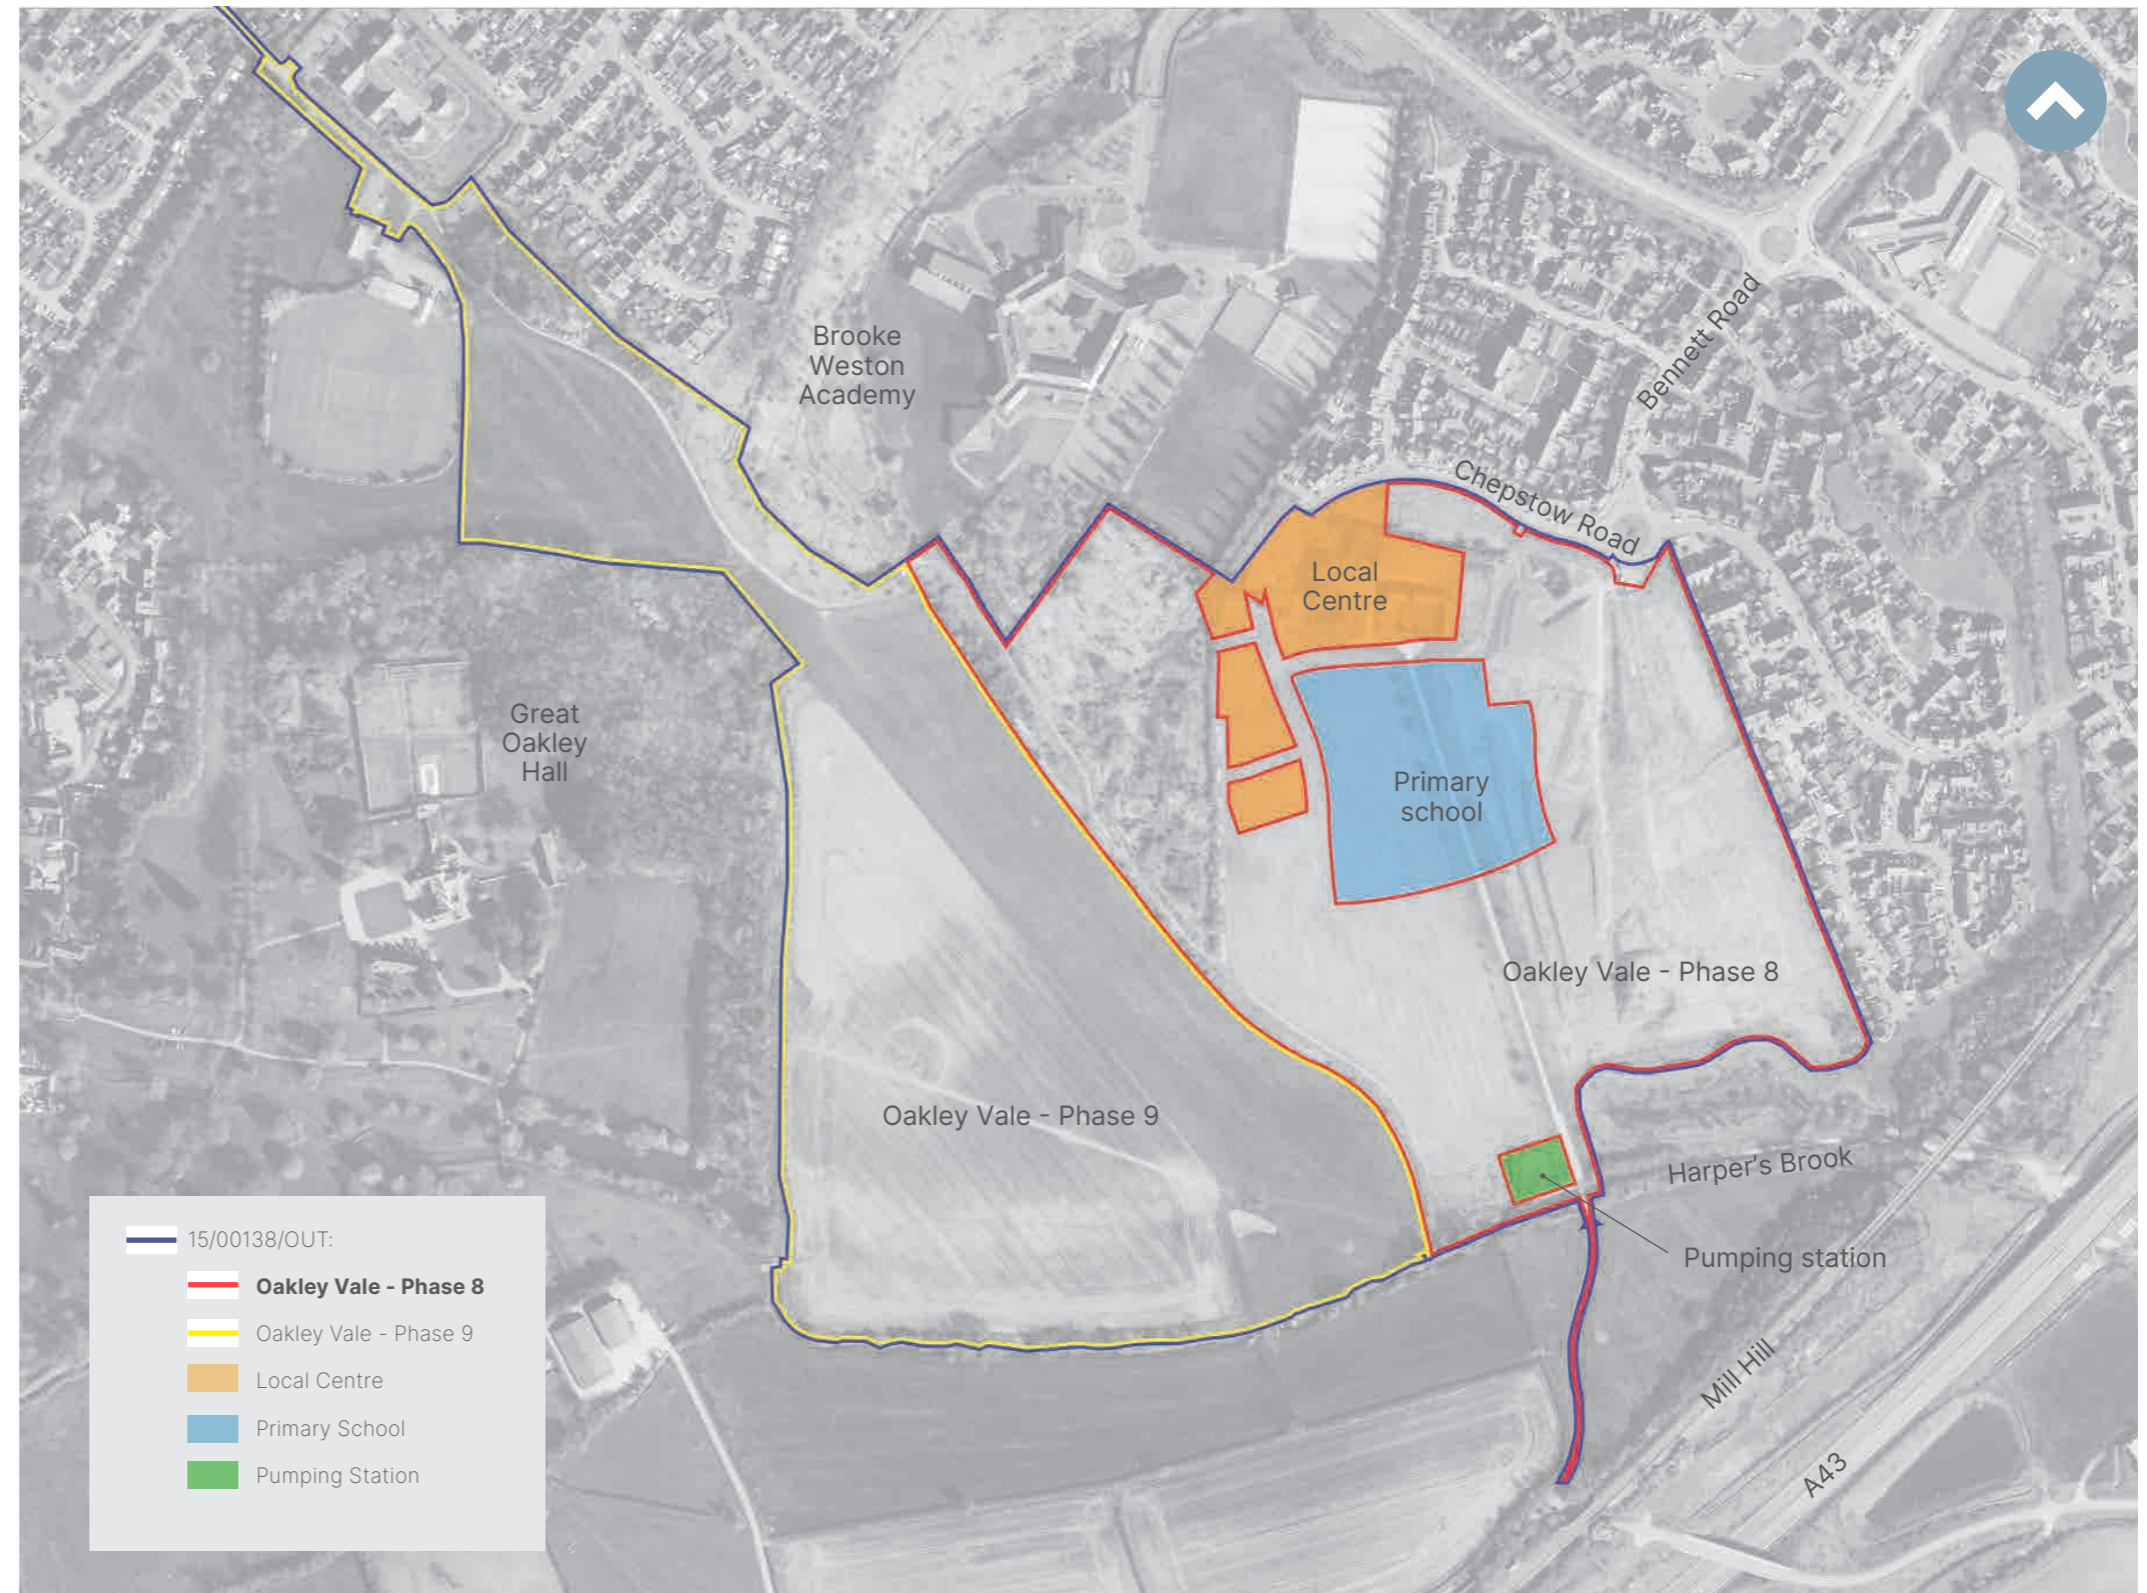 Bennett Road
Brooke
Weston
Academy
Chepstow Road
Local
Centre
Great
Oakley
Hall
Primary
school
Oakley Vale - Phase 8
Oakley Vale - Phase 9
Harper's Brook
Pumping station
Mill Hill
A43
15/00138/OUT:
Oakley Vale - Phase 8
Oakley Vale - Phase 9
Local Centre
Primary School
Pumping Station